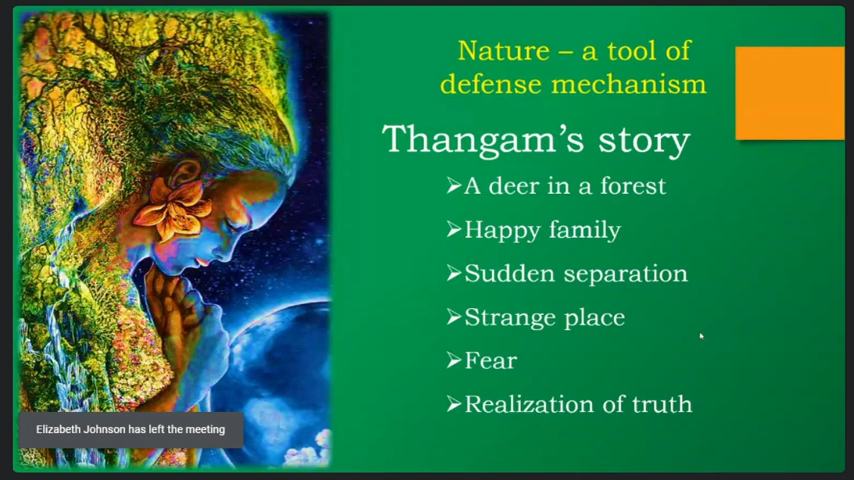 Nature – a tool of
defense mechanism
Thangam’s story
➢A deer in a forest
➢Happy family
➢Sudden separation
➢Strange place
➢Fear
➢Realization of truth
Elizabeth Johnson has left the meeting